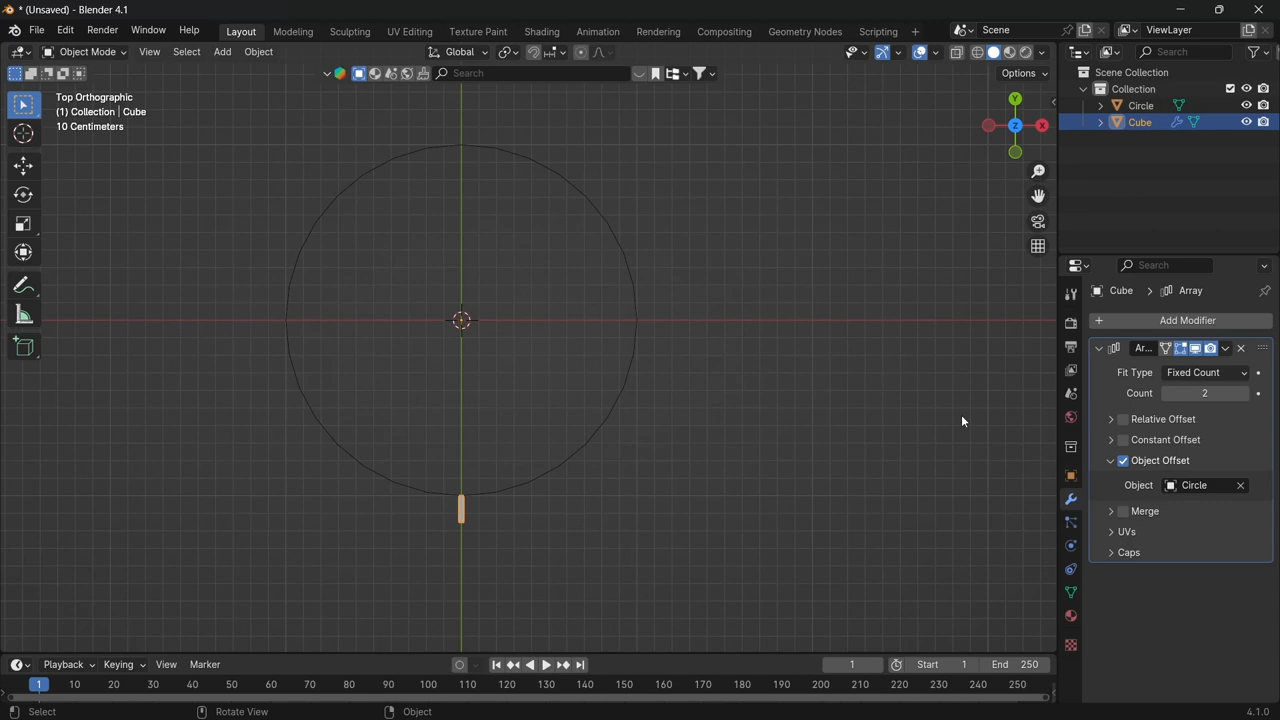 * (Unsaved) - Blender 4.1
File Edit Render Window Help Layout Modeling Sculpting UV Editing Texture Paint Shading Animation Rendering Compositing Geometry Nodes Scripting + Scene ViewLayer
Object Mode View Select Add Object Global Search
Search Options
Top Orthographic
(1) Collection | Cube
10 Centimeters
Y
Z X
Scene Collection
Collection
Circle
Cube
Search
Cube > Array
+ Add Modifier
Ar...
Fit Type Fixed Count
Count 2
Relative Offset
Constant Offset
Object Offset
Object Circle
Merge
UVs
Caps
Playback Keying View Marker 1 Start 1 End 250
1 10 20 30 40 50 60 70 80 90 100 110 120 130 140 150 160 170 180 190 200 210 220 230 240 250
Select Rotate View Object 4.1.0